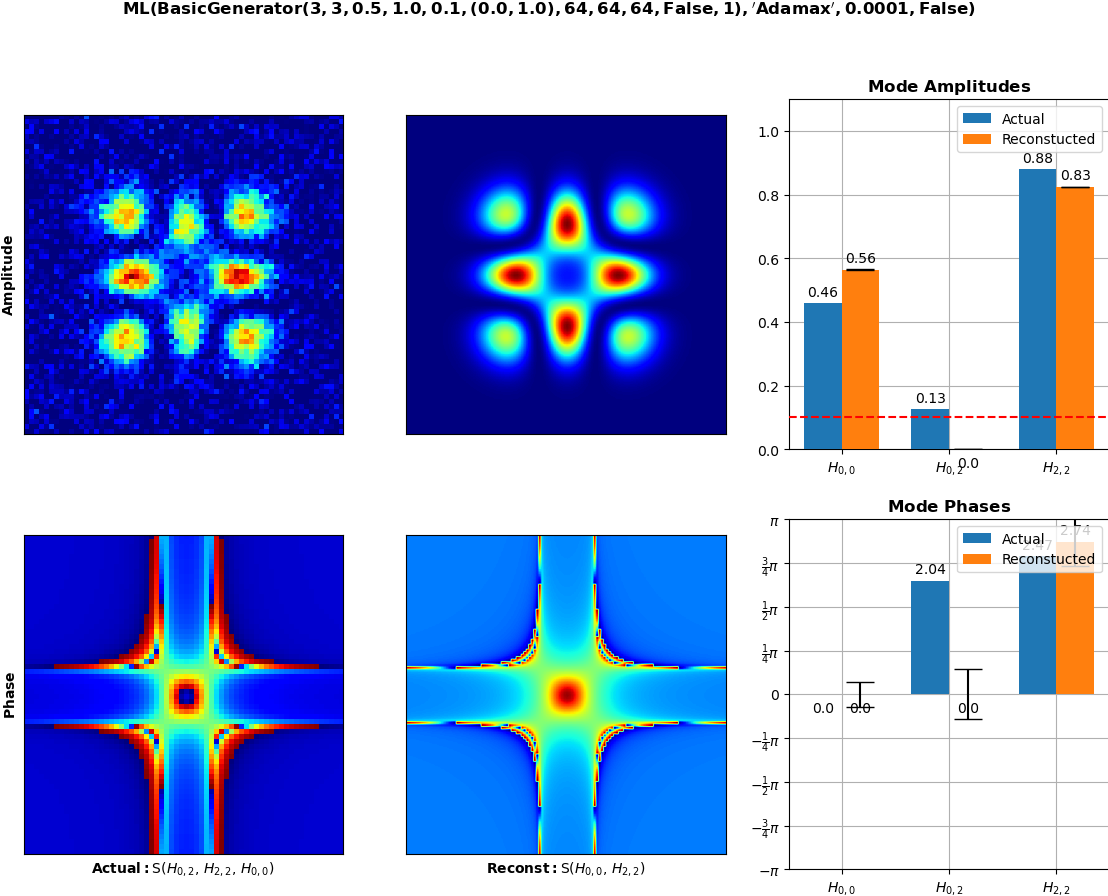 ML(BasicGenerator(3, 3, 0.5, 1.0, 0.1, (0.0, 1.0), 64, 64, 64, False, 1), 'Adamax', 0.0001, False)
Amplitude
Mode Amplitudes
Actual
Reconstucted
1.0
0.8
0.6
0.4
0.2
0.0
0.46
0.56
0.13
0.0
0.88
0.83
H0,0
H0,2
H2,2
Phase
Actual: S(H0,2, H2,2, H0,0)
Reconst: S(H0,0, H2,2)
Mode Phases
Actual
Reconstucted
π
3/4π
1/2π
1/4π
0
−1/4π
−1/2π
−3/4π
−π
0.0
0.0
2.04
0.0
2.47
2.74
H0,0
H0,2
H2,2